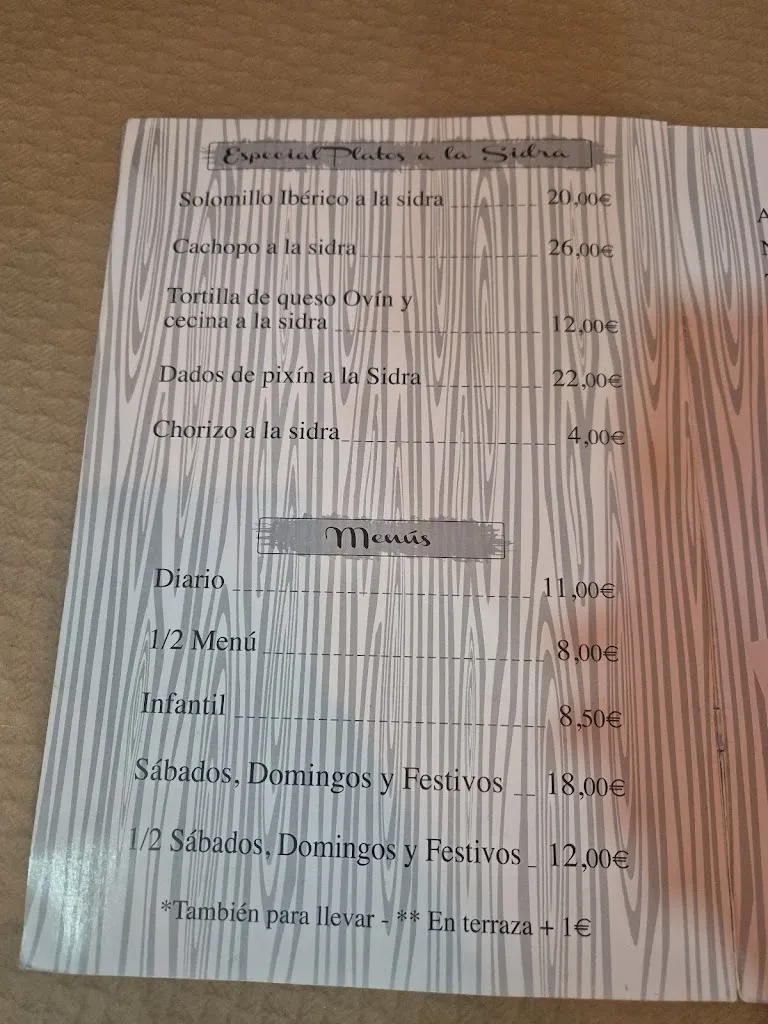 Especial Platos a la Sidra
Solomillo Ibérico a la sidra 20,00€
Cachopo a la sidra 26,00€
Tortilla de queso Ovín y
cecina a la sidra 12,00€
Dados de pixín a la Sidra 22,00€
Chorizo a la sidra 4,00€
Menús
Diario 11,00€
1/2 Menú 8,00€
Infantil 8,50€
Sábados, Domingos y Festivos 18,00€
1/2 Sábados, Domingos y Festivos 12,00€
*También para llevar - ** En terraza + 1€